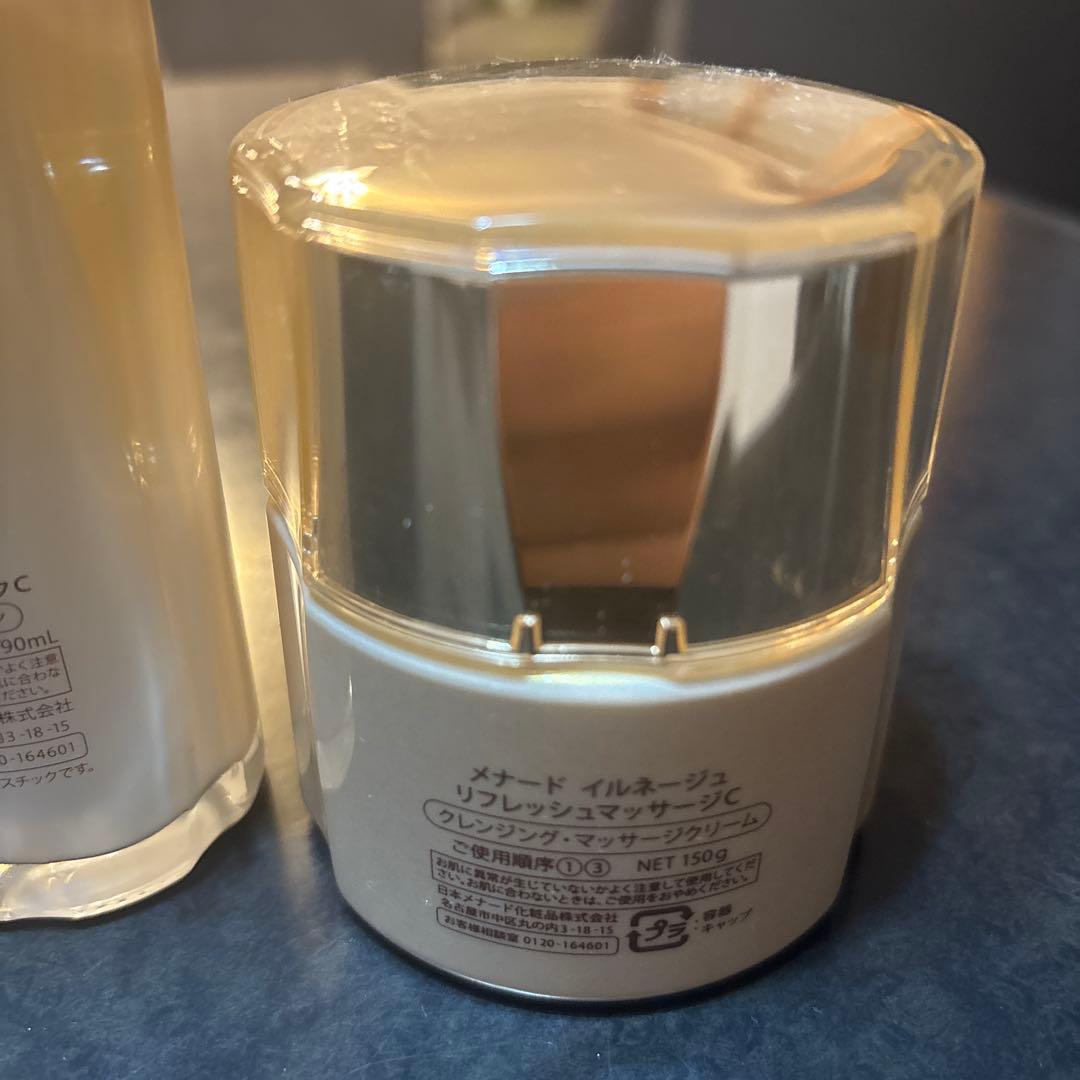 クC
ン
90mL
よく注意
に合わな
ださい。
株式会社
3-18-15
0-164601
スチックです。
メナード イルネージュ
リフレッシュマッサージC
クレンジング・マッサージクリーム
ご使用順序①③ NET 150g
お肌に異常が生じていないかよく注意して使用してくだ
さい。お肌に合わないときは、ご使用をおやめください。
日本メナード化粧品株式会社
名古屋市中区丸の内3-18-15
お客様相談室 0120-164601
プラ
・容器
・キャップ